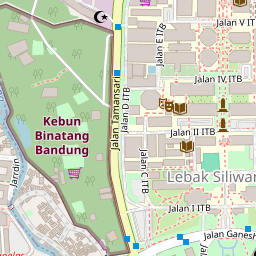 Jalan V IT
Jalan E ITB
Jalan IV, ITB
Jalan Tamansari
Jalan D ITB
Kebun
Binatang
Bandung
Jalan II ITB
Jalan C ITB
Lebak Siliwan
Jalan I ITB
Jalan Ganesh